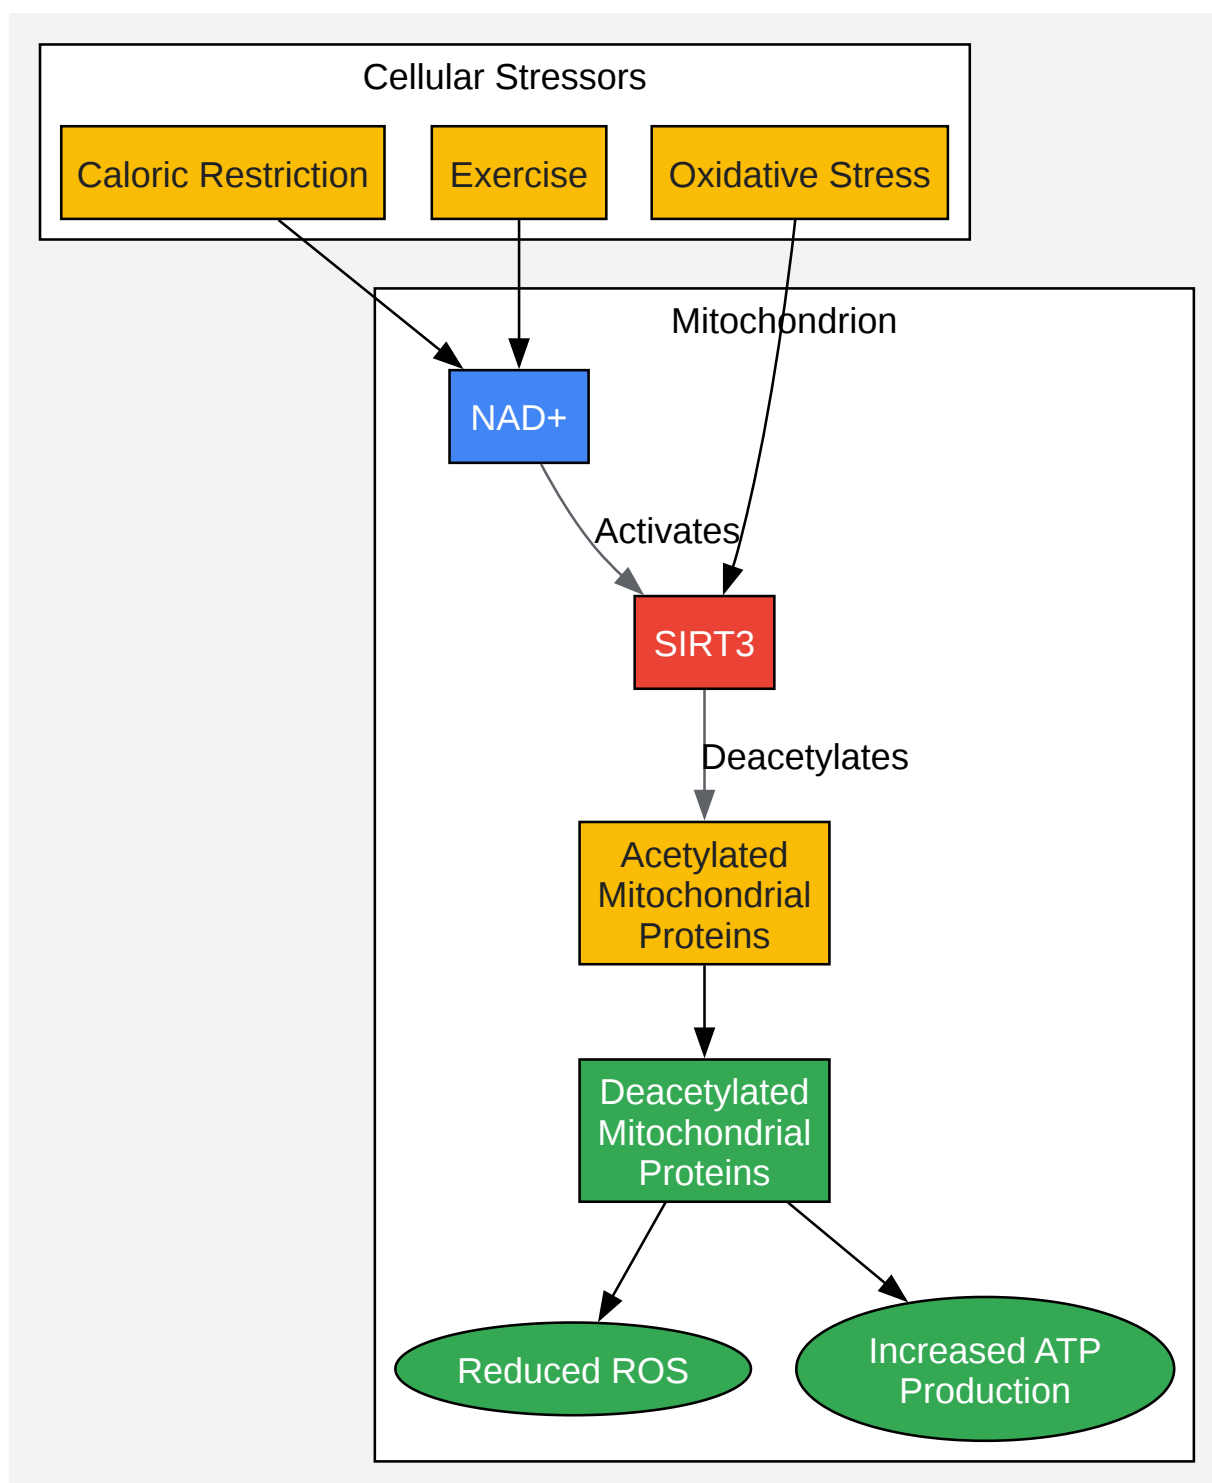 Cellular Stressors
Caloric Restriction
Exercise
Oxidative Stress
Mitochondrion
NAD+
Activates
SIRT3
Deacetylates
Acetylated
Mitochondrial
Proteins
Deacetylated
Mitochondrial
Proteins
Reduced ROS
Increased ATP
Production